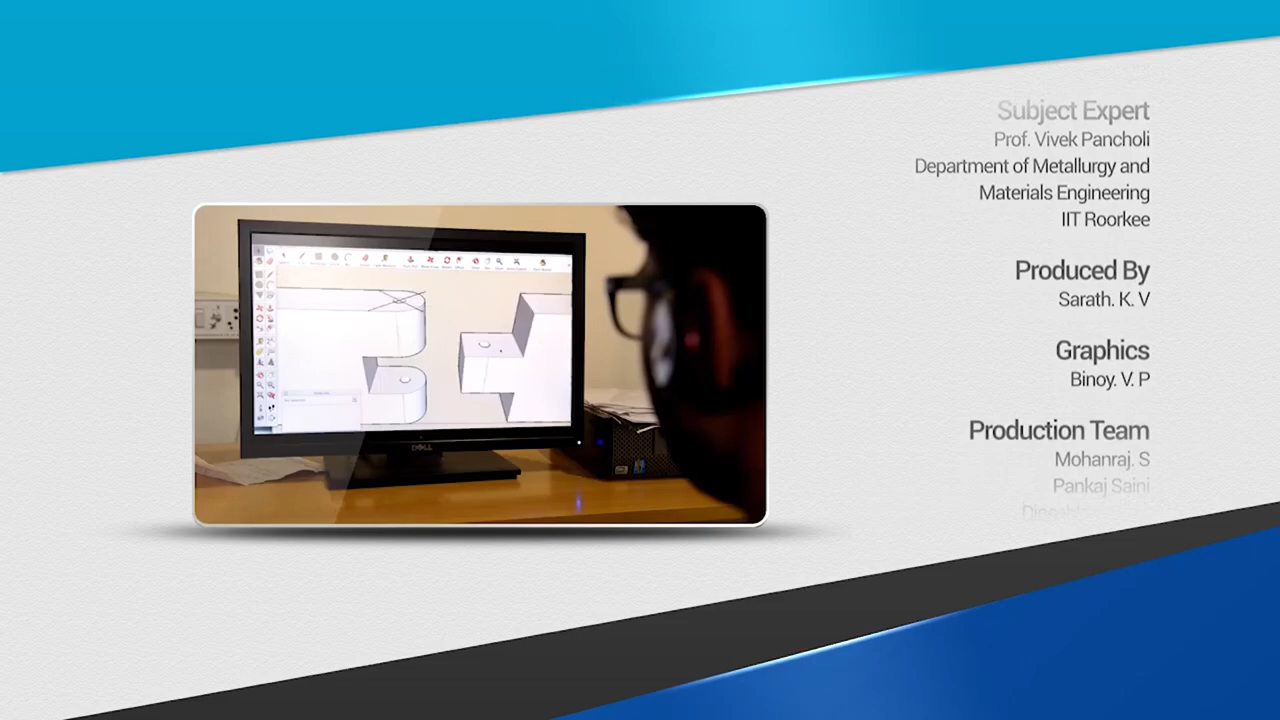 Subject Expert
Prof. Vivek Pancholi
Department of Metallurgy and
Materials Engineering
IIT Roorkee
Produced By
Sarath. K. V
Graphics
Binoy. V. P
Production Team
Mohanraj. S
Pankaj Saini
DELL